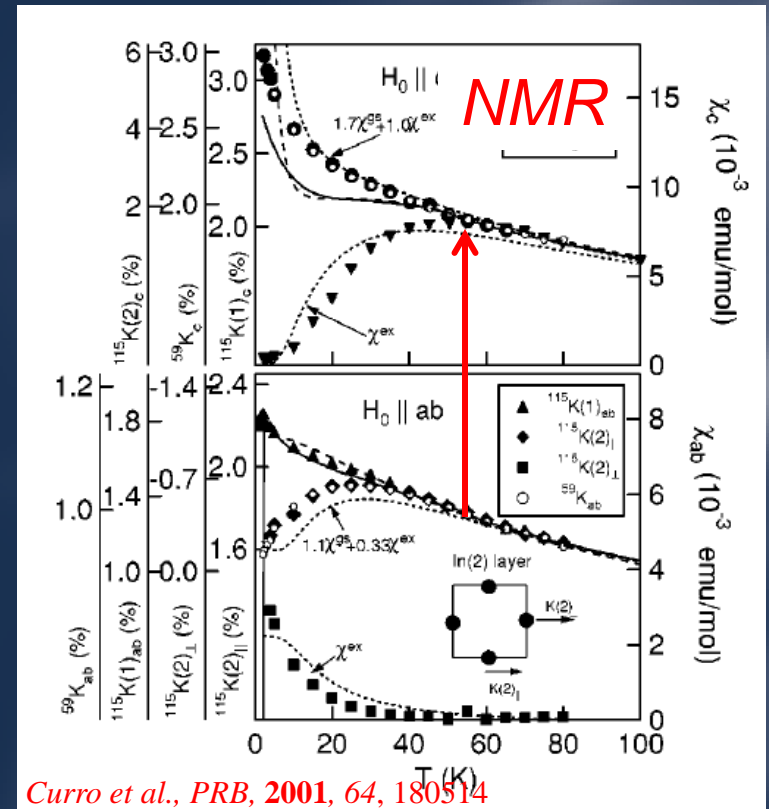 6
3.0
3.0
H₀ || c
NMR
1.7χᵍˢ+1.0χᵉˣ
15
4
2.5
2.5
10
2
2.0
2.0
5
χᵉˣ
0
¹¹⁵K(2)c (%)
⁵⁹Kc (%)
¹¹⁵K(1)c (%)
χc (10⁻³ emu/mol)
1.2
-1.4
2.4
H₀ || ab
¹¹⁵K(1)ab
¹¹⁵K(2)||
¹¹⁵K(2)⊥
⁵⁹Kab
8
1.8
2.0
-0.7
6
1.0
1.4
1.1χᵍˢ+0.33χᵉˣ
1.6
4
1.0
-0.0
In(2) layer
K(2)⊥
K(2)||
2
χᵉˣ
0
⁵⁹Kab (%)
¹¹⁵K(1)ab (%)
¹¹⁵K(2)⊥ (%)
¹¹⁵K(2)|| (%)
χab (10⁻³ emu/mol)
0 20 40 60 80 100
T (K)
Curro et al., PRB, 2001, 64, 180514